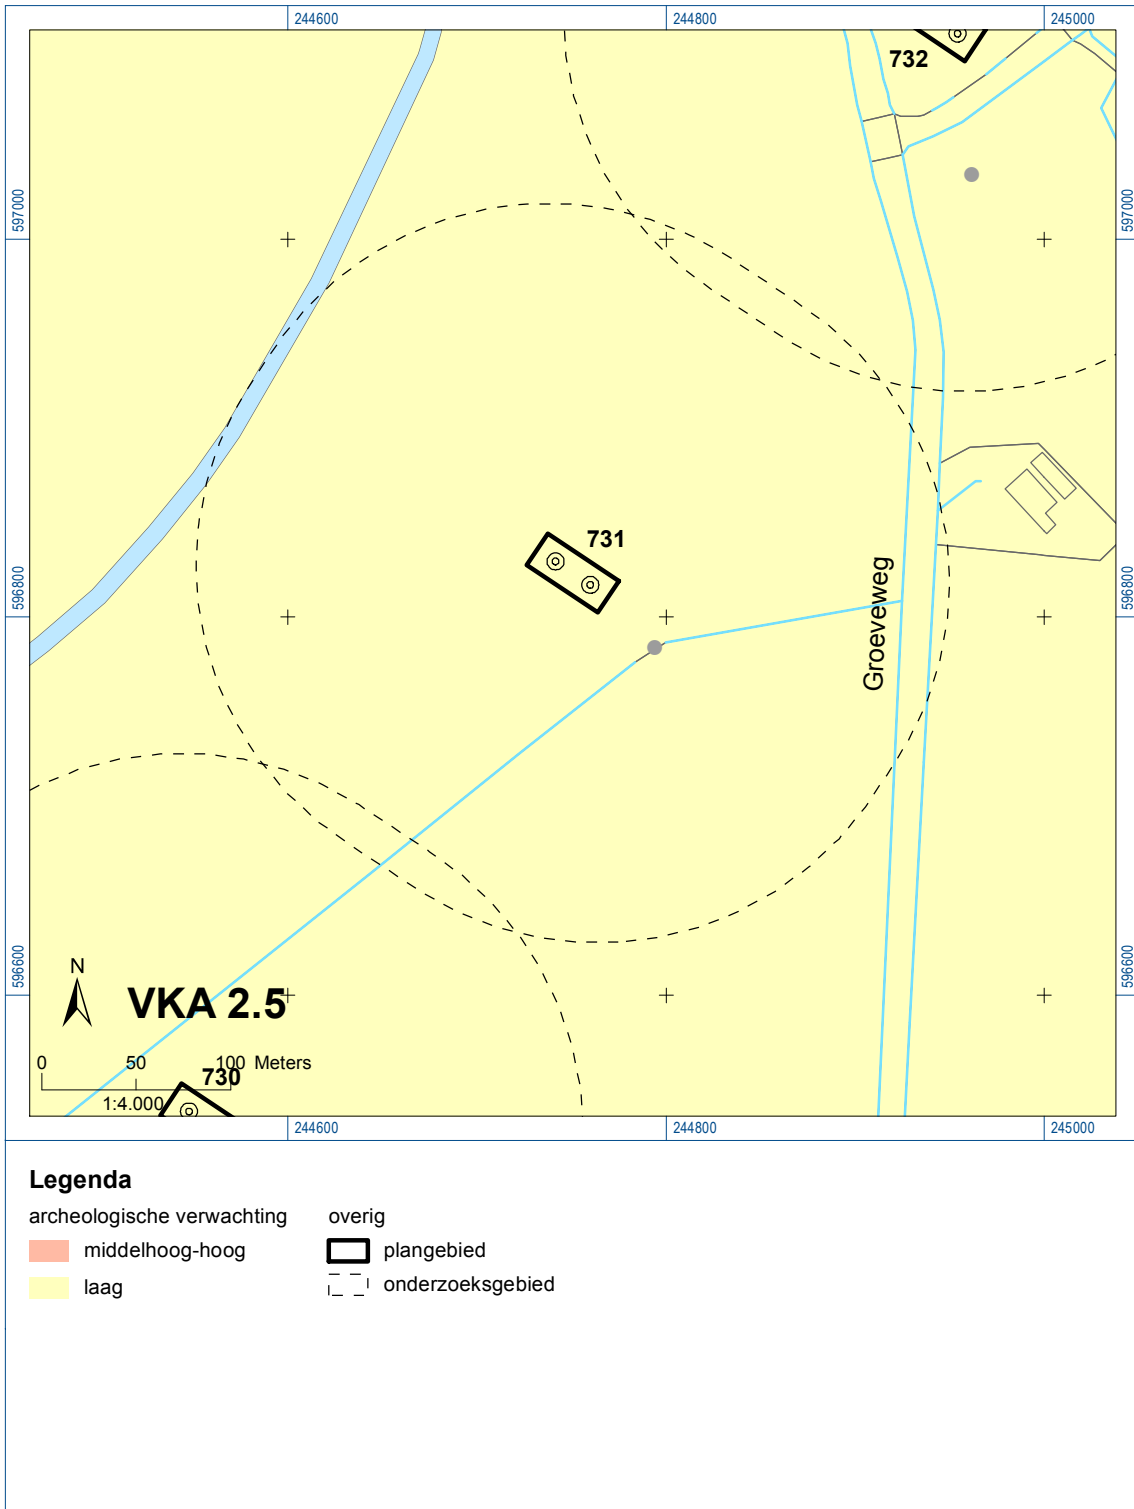 244600
244800
245000
732
597000
597000
731
596800
596800
Groeveweg
596600
596600
N
VKA 2.5
0 50 100 Meters
730
1:4.000
244600
244800
245000
Legenda
archeologische verwachting
overig
middelhoog-hoog
plangebied
laag
onderzoeksgebied